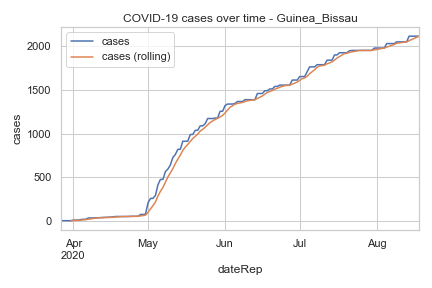 COVID-19 cases over time - Guinea_Bissau
cases
cases (rolling)
2000
1500
1000
500
0
cases
Apr
2020
May
Jun
Jul
Aug
dateRep